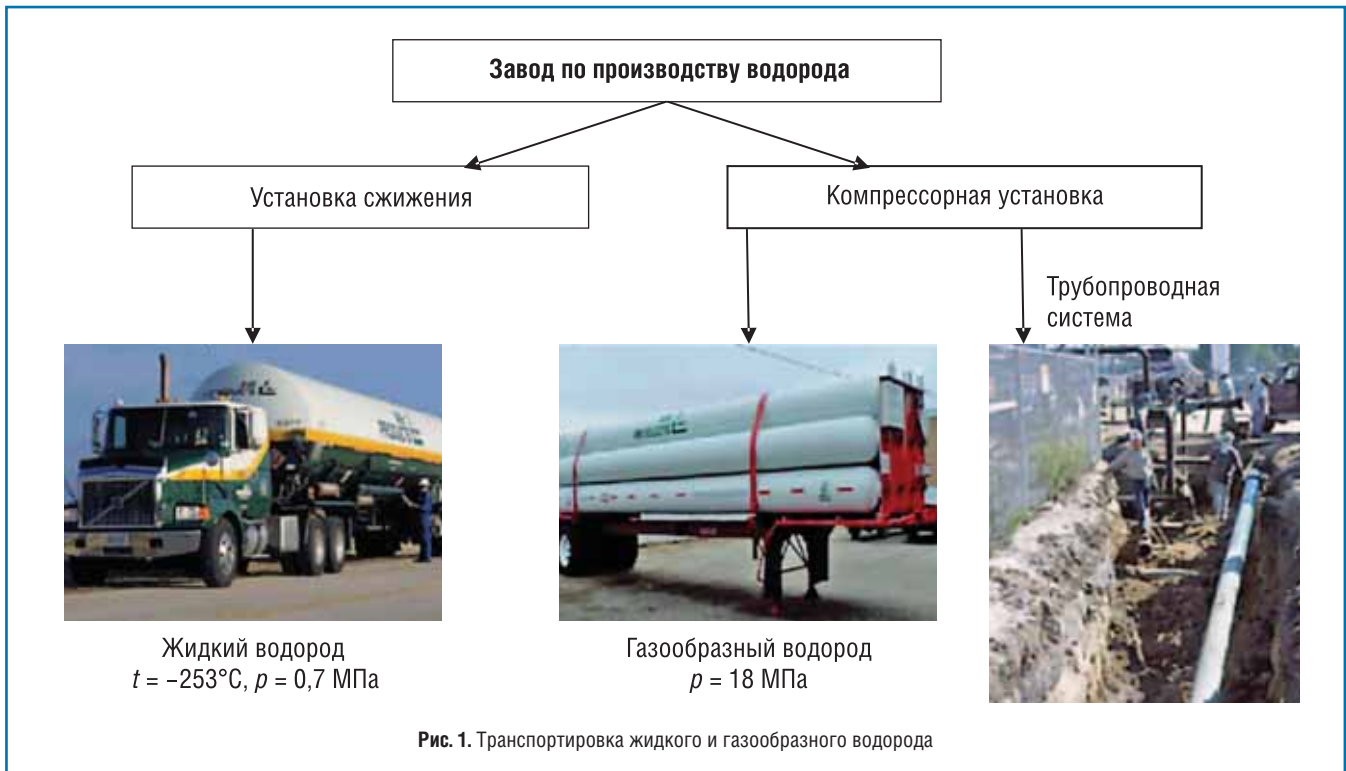 Завод по производству водорода
Установка сжижения
Компрессорная установка
Трубопроводная
система
Жидкий водород
t = –253°C, p = 0,7 МПа
Газообразный водород
p = 18 МПа
Рис. 1. Транспортировка жидкого и газообразного водорода